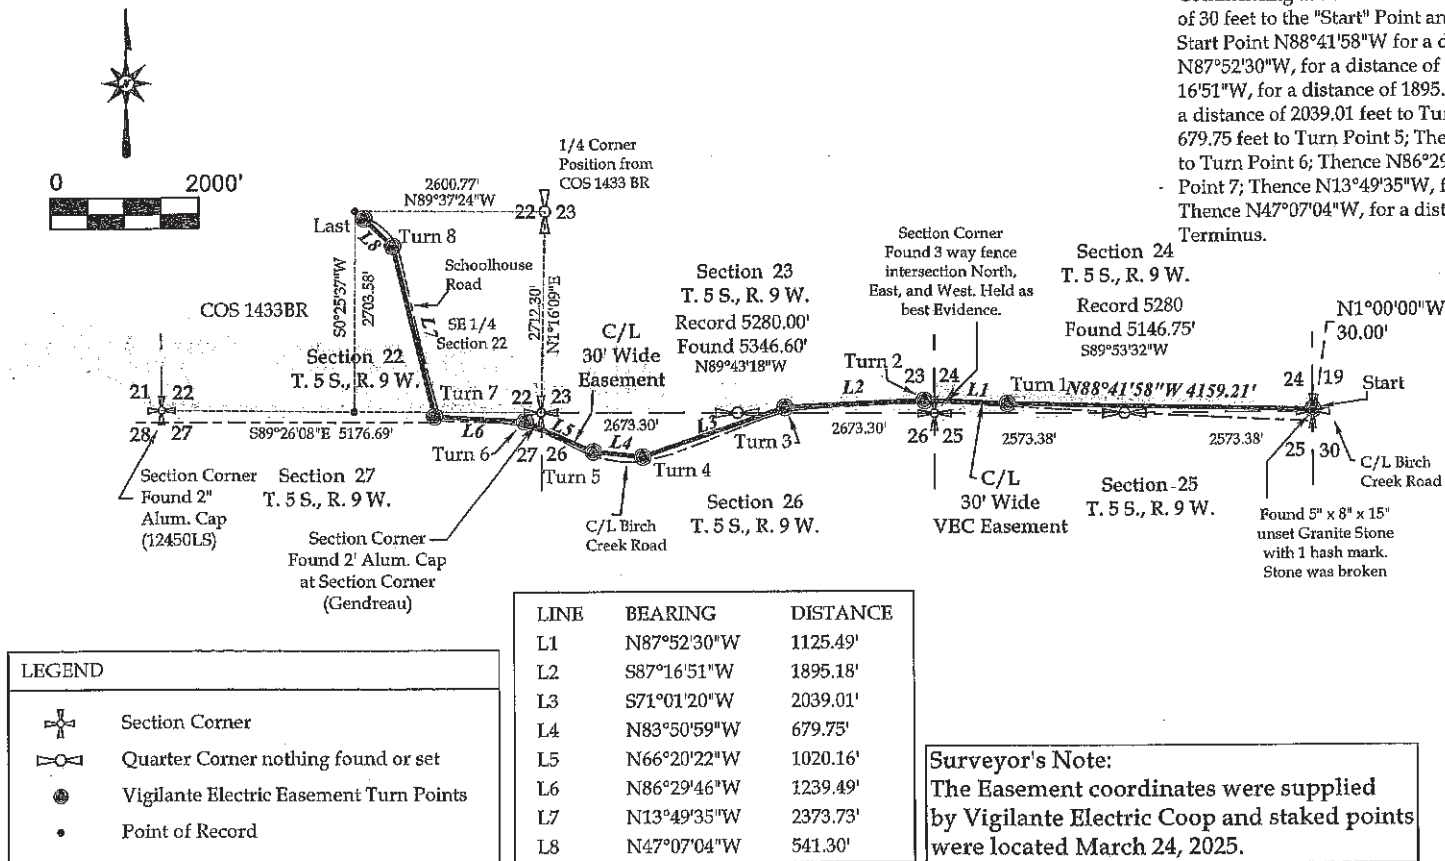 of 30 feet to the "Start" Point an
Start Point N88°41'58"W for a d
N87°52'30"W, for a distance of
16'51"W, for a distance of 1895.
a distance of 2039.01 feet to Tu
679.75 feet to Turn Point 5; The
to Turn Point 6; Thence N86°29
Point 7; Thence N13°49'35"W, f
Thence N47°07'04"W, for a dist
Terminus.
N
0 2000'
1/4 Corner
Position from
COS 1433 BR
2600.77'
N89°37'24"W
22 23
Last
L8
Turn 8
Schoolhouse
Road
COS 1433BR
S0°25'37"W
2703.58'
L7
SE 1/4
Section 22
2712.30'
N1°16'09"E
Section 22
T. 5 S., R. 9 W.
C/L
30' Wide
Easement
Section 23
T. 5 S., R. 9 W.
Record 5280.00'
Found 5346.60'
N89°43'18"W
Section Corner
Found 3 way fence
intersection North,
East, and West. Held as
best Evidence.
Section 24
T. 5 S., R. 9 W.
Record 5280
Found 5146.75'
S89°53'32"W
N1°00'00"W
30.00'
21 22
28 27
S89°26'08"E 5176.69'
Turn 7
L6
Turn 6
22 23
27 26
L5
Turn 5
L4
Turn 4
2673.30'
L3
Turn 3
L2
2673.30'
Turn 2
23 24
26 25
L1
Turn 1
N88°41'58"W 4159.21'
2573.38'
2573.38'
24 19
25 30
Start
C/L Birch
Creek Road
Section Corner
Found 2"
Alum. Cap
(12450LS)
Section 27
T. 5 S., R. 9 W.
Section Corner
Found 2' Alum. Cap
at Section Corner
(Gendreau)
C/L Birch
Creek Road
Section 26
T. 5 S., R. 9 W.
C/L
30' Wide
VEC Easement
Section-25
T. 5 S., R. 9 W.
Found 5" x 8" x 15"
unset Granite Stone
with 1 hash mark.
Stone was broken
LEGEND
Section Corner
Quarter Corner nothing found or set
Vigilante Electric Easement Turn Points
Point of Record
LINE BEARING DISTANCE
L1 N87°52'30"W 1125.49'
L2 S87°16'51"W 1895.18'
L3 S71°01'20"W 2039.01'
L4 N83°50'59"W 679.75'
L5 N66°20'22"W 1020.16'
L6 N86°29'46"W 1239.49'
L7 N13°49'35"W 2373.73'
L8 N47°07'04"W 541.30'
Surveyor's Note:
The Easement coordinates were supplied
by Vigilante Electric Coop and staked points
were located March 24, 2025.